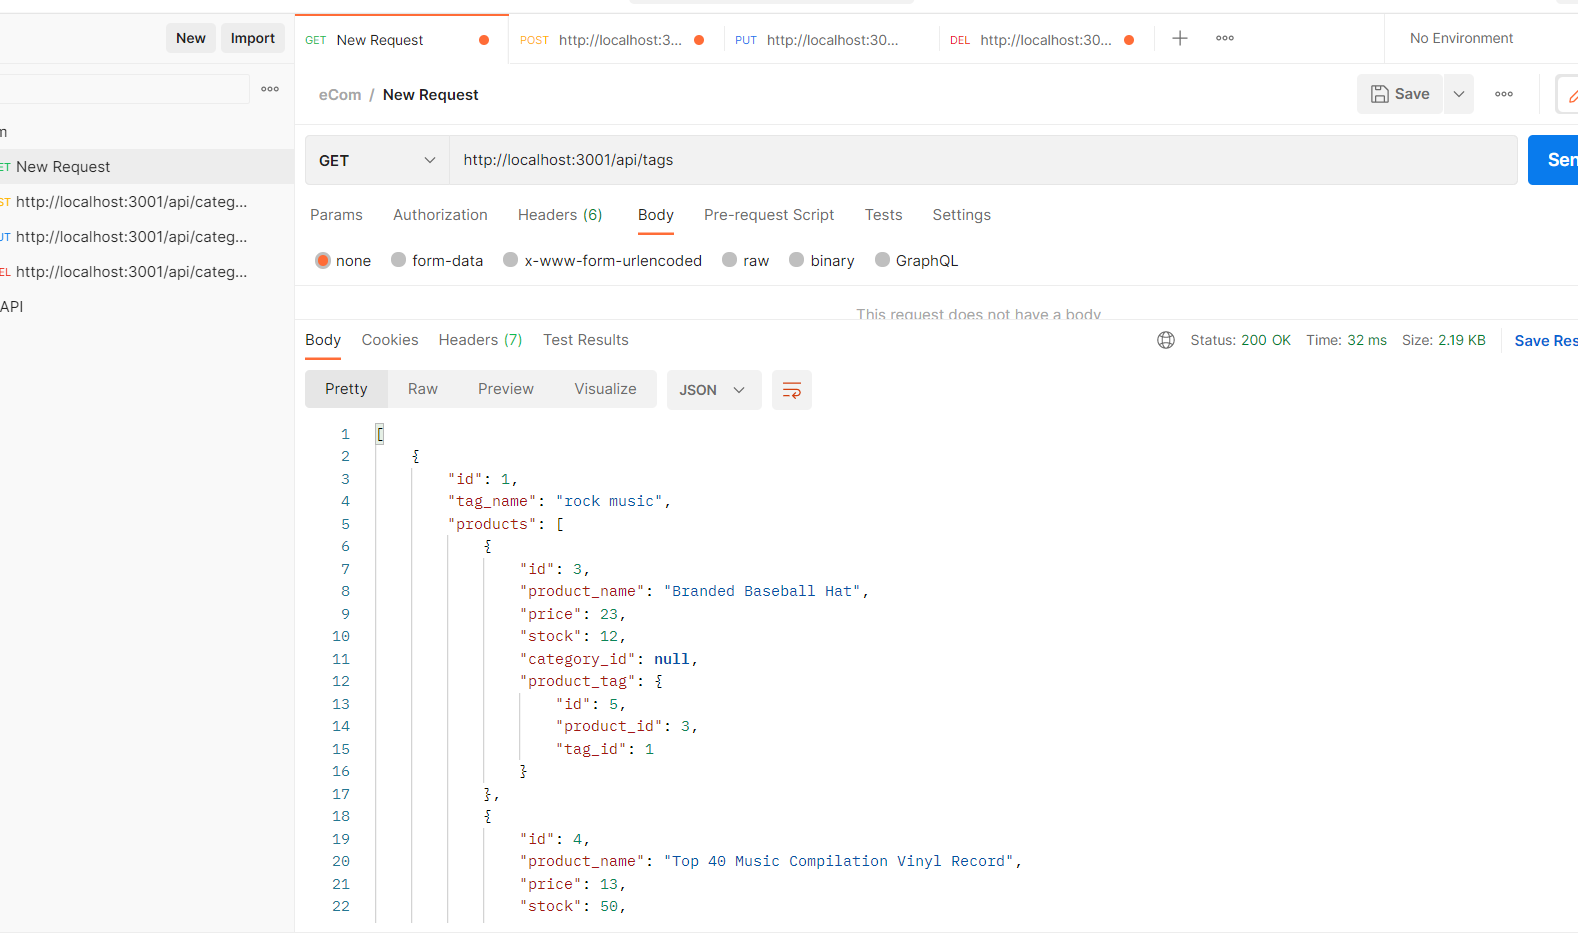 New Import
GET New Request POST http://localhost:3... PUT http://localhost:30... DEL http://localhost:30... No Environment
eCom / New Request Save
New Request
http://localhost:3001/api/categ...
http://localhost:3001/api/categ...
http://localhost:3001/api/categ...
API
GET http://localhost:3001/api/tags Sen
Params Authorization Headers (6) Body Pre-request Script Tests Settings
none form-data x-www-form-urlencoded raw binary GraphQL
This request does not have a body
Body Cookies Headers (7) Test Results Status: 200 OK Time: 32 ms Size: 2.19 KB Save Res
Pretty Raw Preview Visualize JSON
1 [
2 {
3 "id": 1,
4 "tag_name": "rock music",
5 "products": [
6 {
7 "id": 3,
8 "product_name": "Branded Baseball Hat",
9 "price": 23,
10 "stock": 12,
11 "category_id": null,
12 "product_tag": {
13 "id": 5,
14 "product_id": 3,
15 "tag_id": 1
16 }
17 },
18 {
19 "id": 4,
20 "product_name": "Top 40 Music Compilation Vinyl Record",
21 "price": 13,
22 "stock": 50,